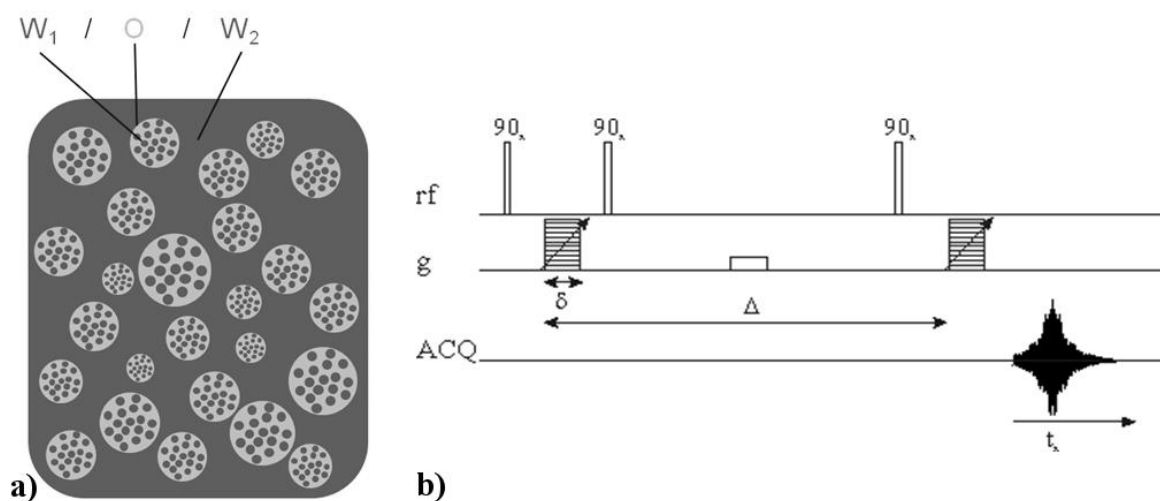 W₁ / O / W₂
a)
90ₓ 90ₓ 90ₓ
rf
g
δ
Δ
ACQ
tₓ
b)